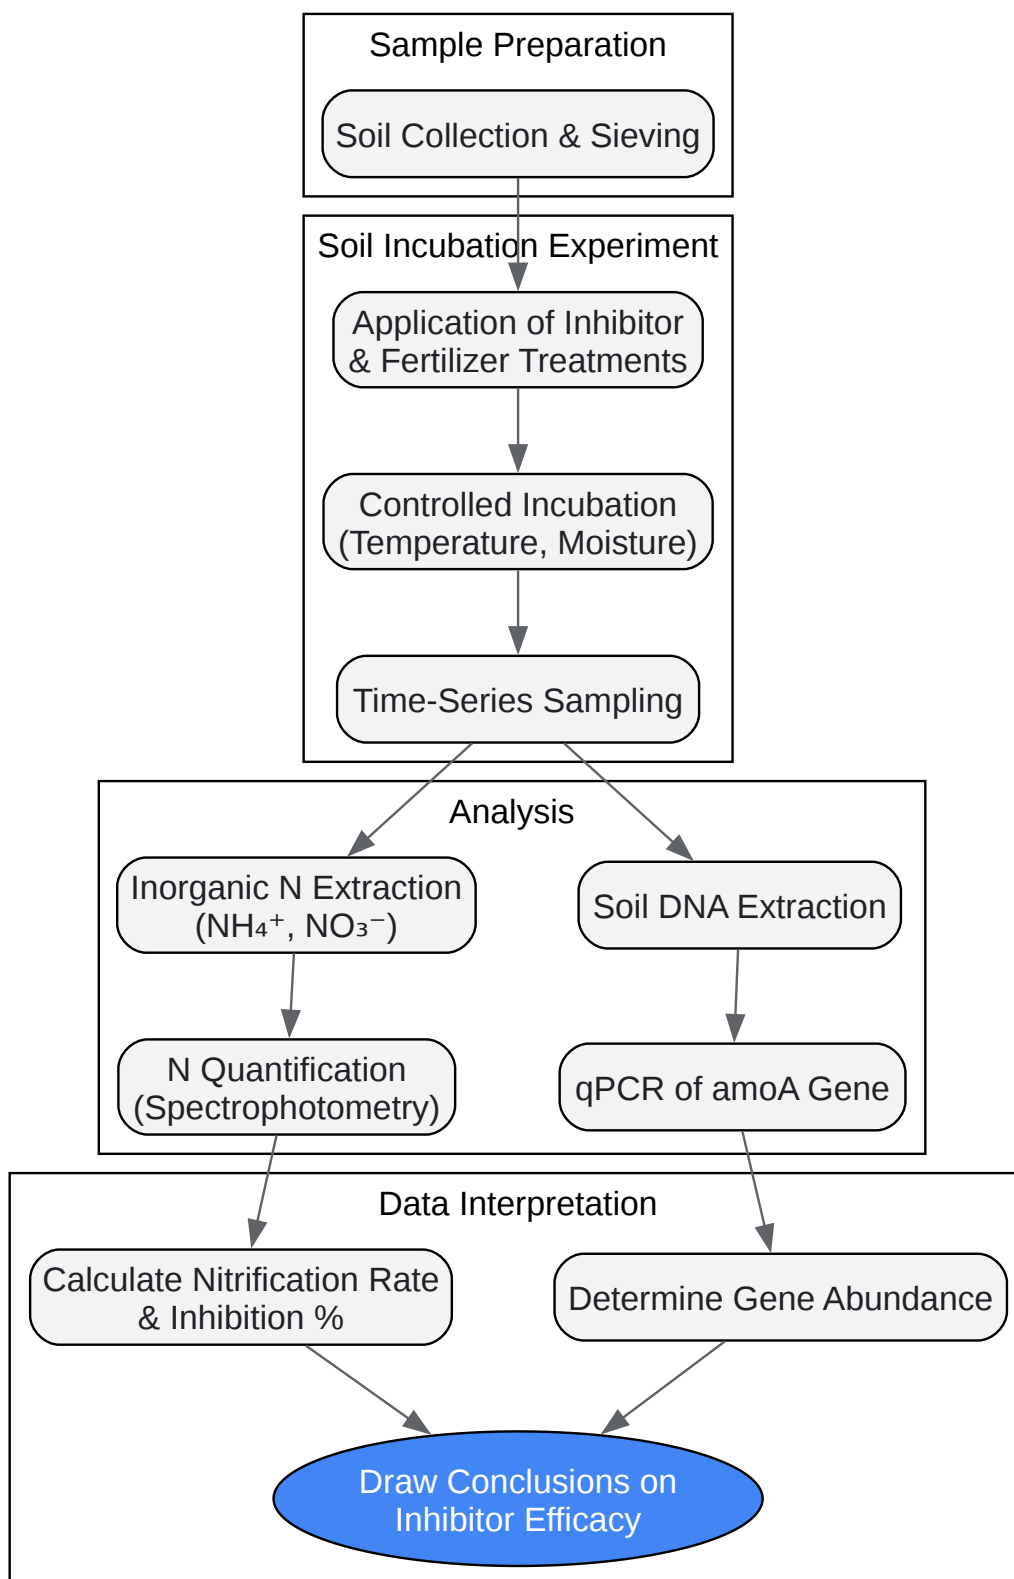 Sample Preparation
Soil Collection & Sieving
Soil Incubation Experiment
Application of Inhibitor
& Fertilizer Treatments
Controlled Incubation
(Temperature, Moisture)
Time-Series Sampling
Analysis
Inorganic N Extraction
(NH₄⁺, NO₃⁻)
Soil DNA Extraction
N Quantification
(Spectrophotometry)
qPCR of amoA Gene
Data Interpretation
Calculate Nitrification Rate
& Inhibition %
Determine Gene Abundance
Draw Conclusions on
Inhibitor Efficacy